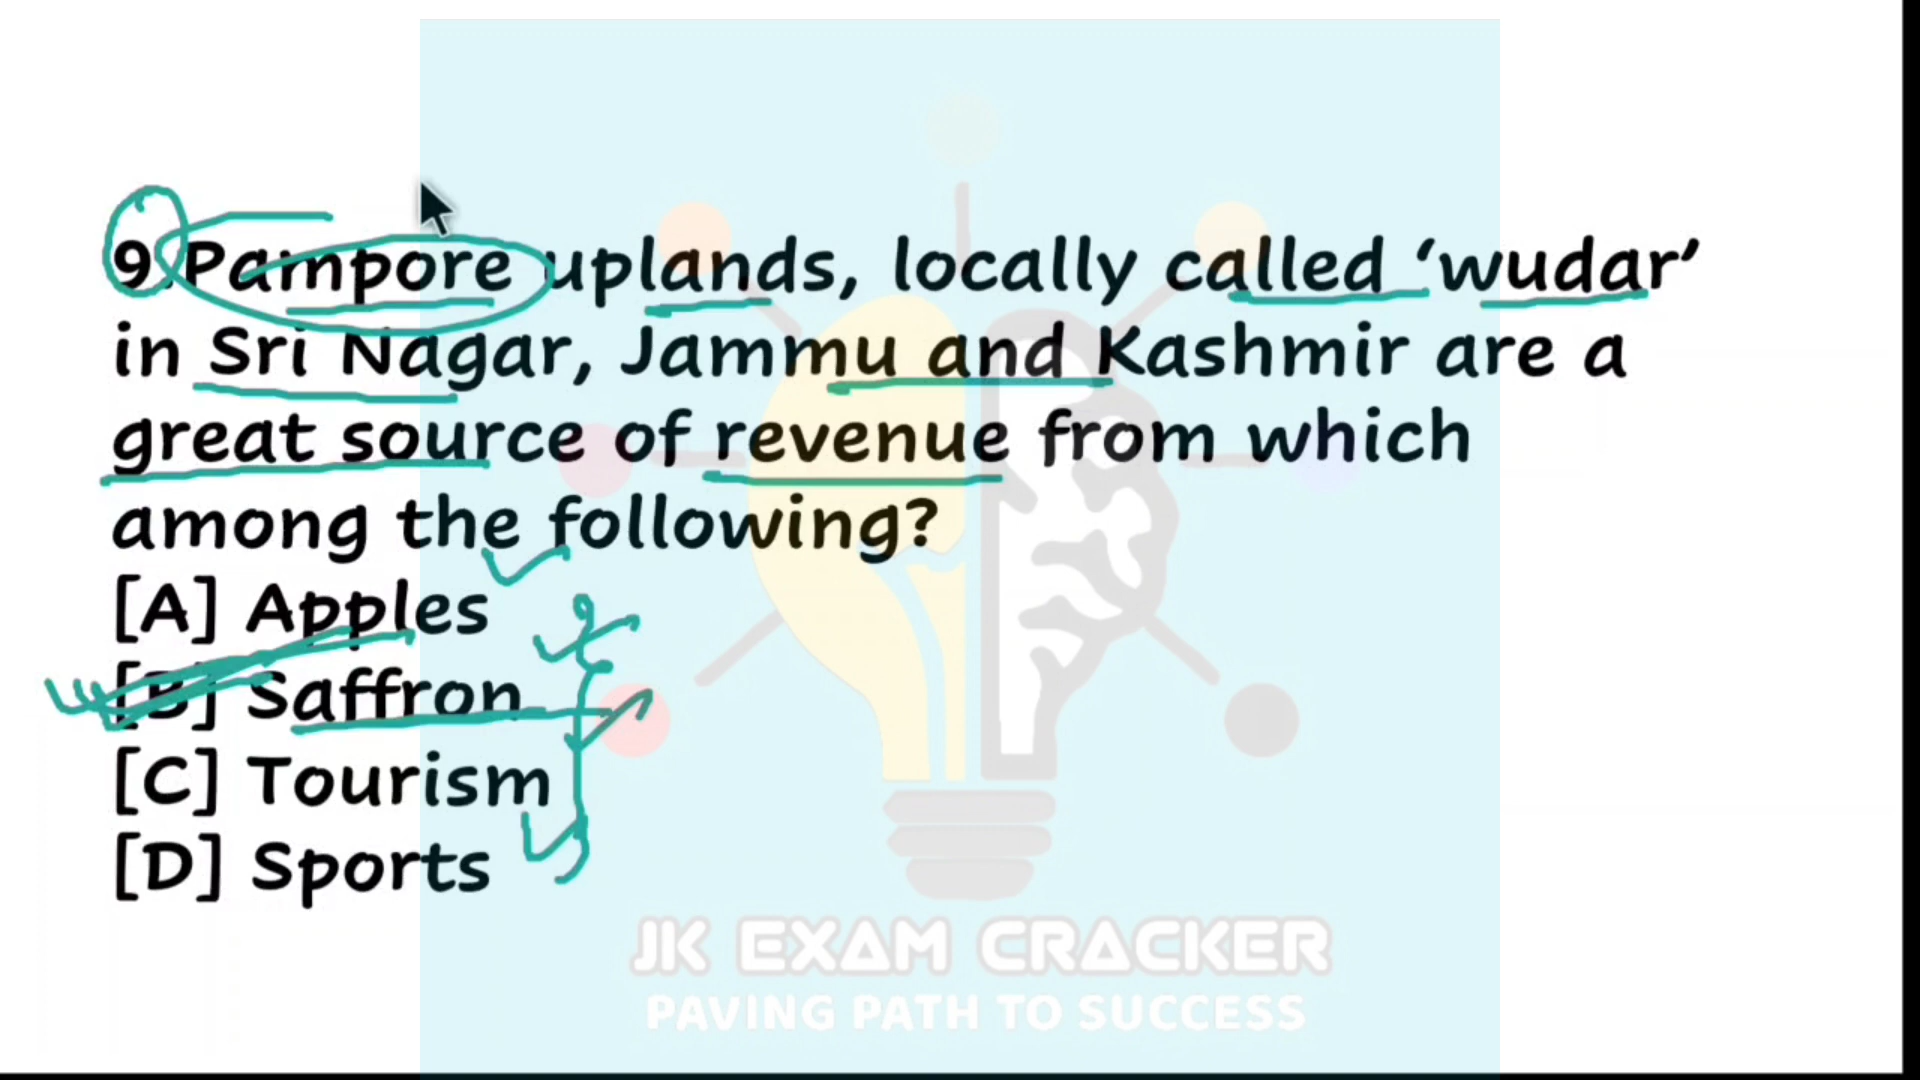 9.Pampore uplands, locally called ‘wudar’
in Sri Nagar, Jammu and Kashmir are a
great source of revenue from which
among the following?
[A] Apples
[B] Saffron
[C] Tourism
[D] Sports
JK EXAM CRACKER
PAVING PATH TO SUCCESS